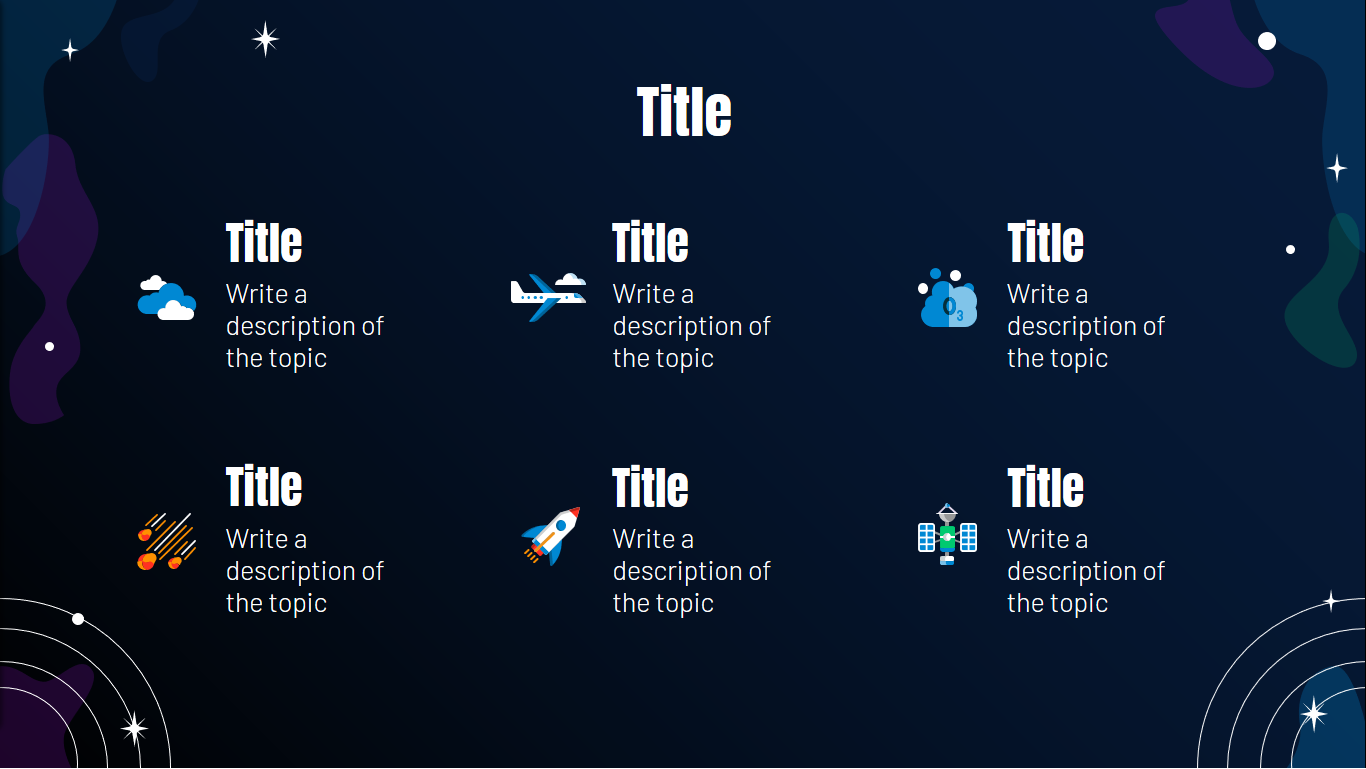 Title
Title
Write a
description of
the topic
Title
Write a
description of
the topic
O3
Title
Write a
description of
the topic
Title
Write a
description of
the topic
Title
Write a
description of
the topic
Title
Write a
description of
the topic